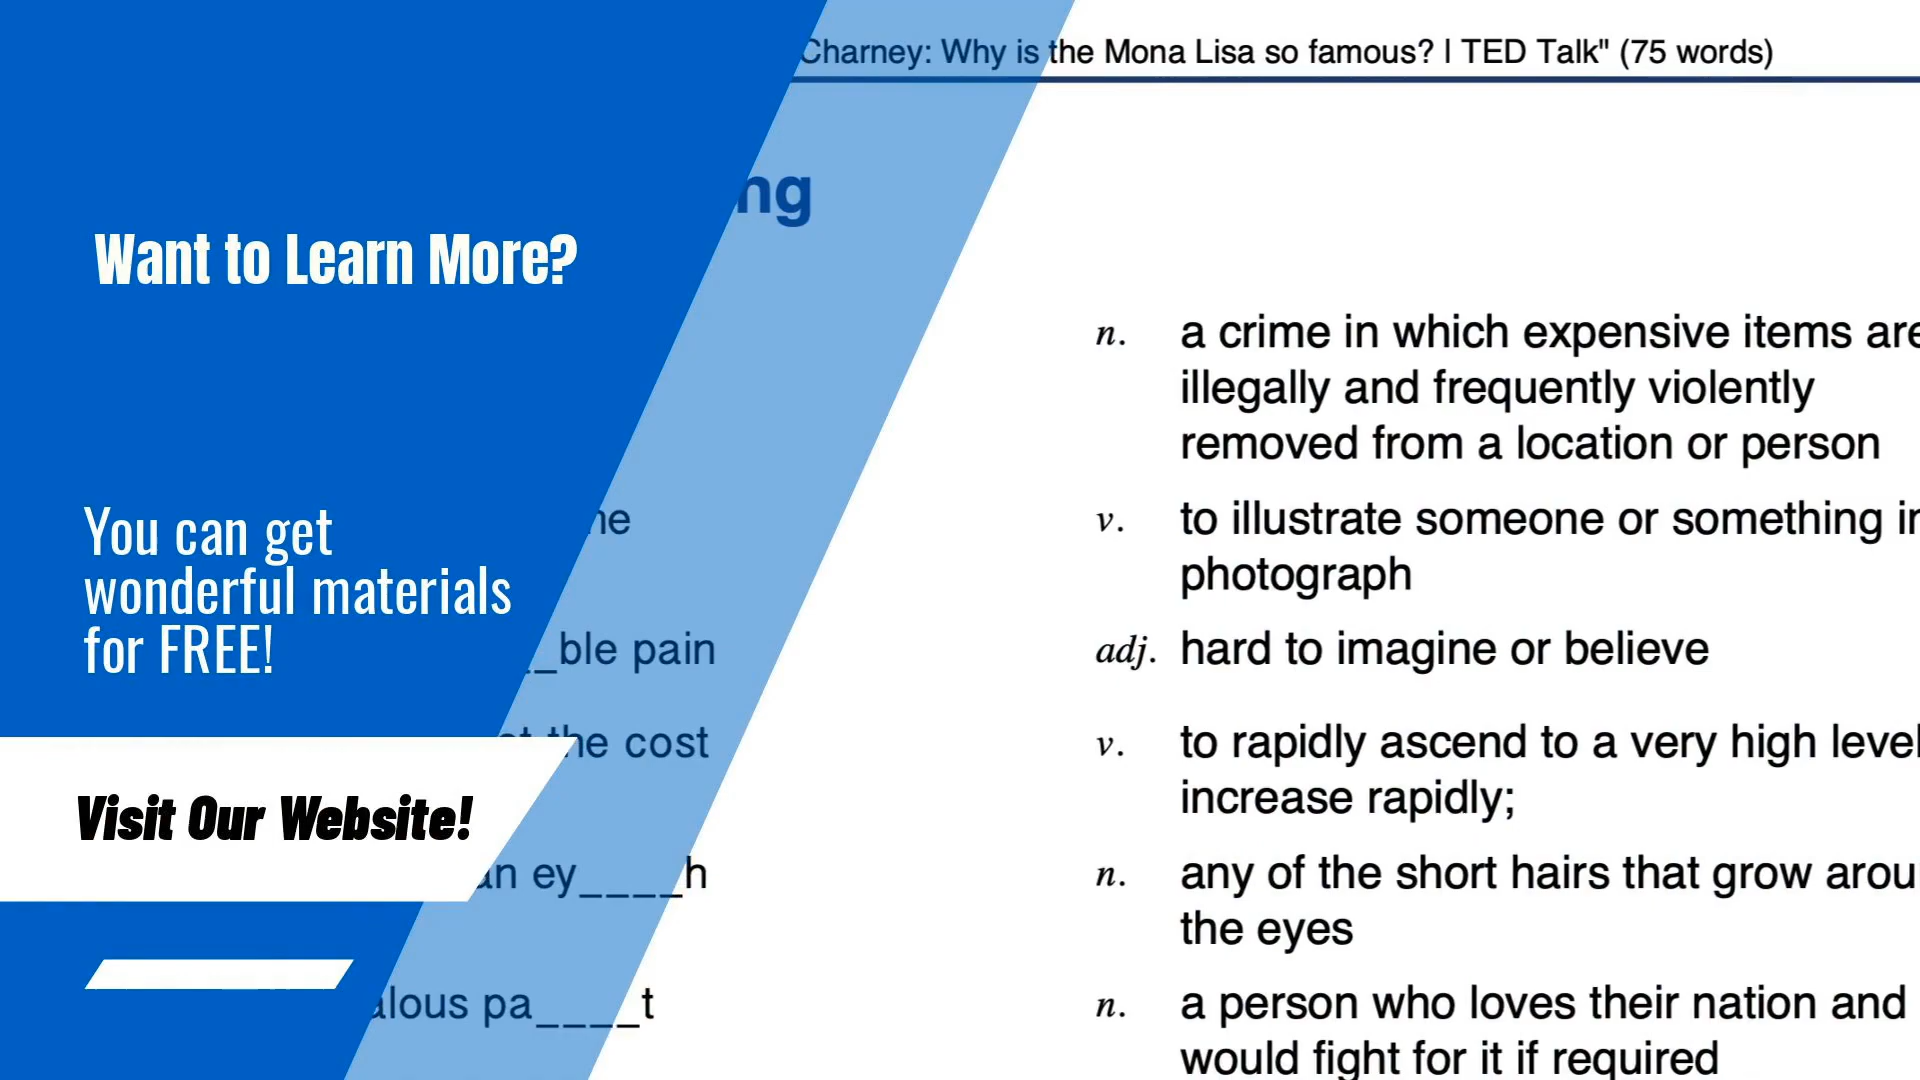 Charney: Why is the Mona Lisa so famous? | TED Talk" (75 words)
ng
Want to Learn More?
n. a crime in which expensive items are
illegally and frequently violently
removed from a location or person
You can get
wonderful materials
for FREE!
v. to illustrate someone or something in
photograph
__ble pain
adj. hard to imagine or believe
the cost
v. to rapidly ascend to a very high level
increase rapidly;
Visit Our Website!
an ey____h
n. any of the short hairs that grow arou
the eyes
alous pa____t
n. a person who loves their nation and
would fight for it if required